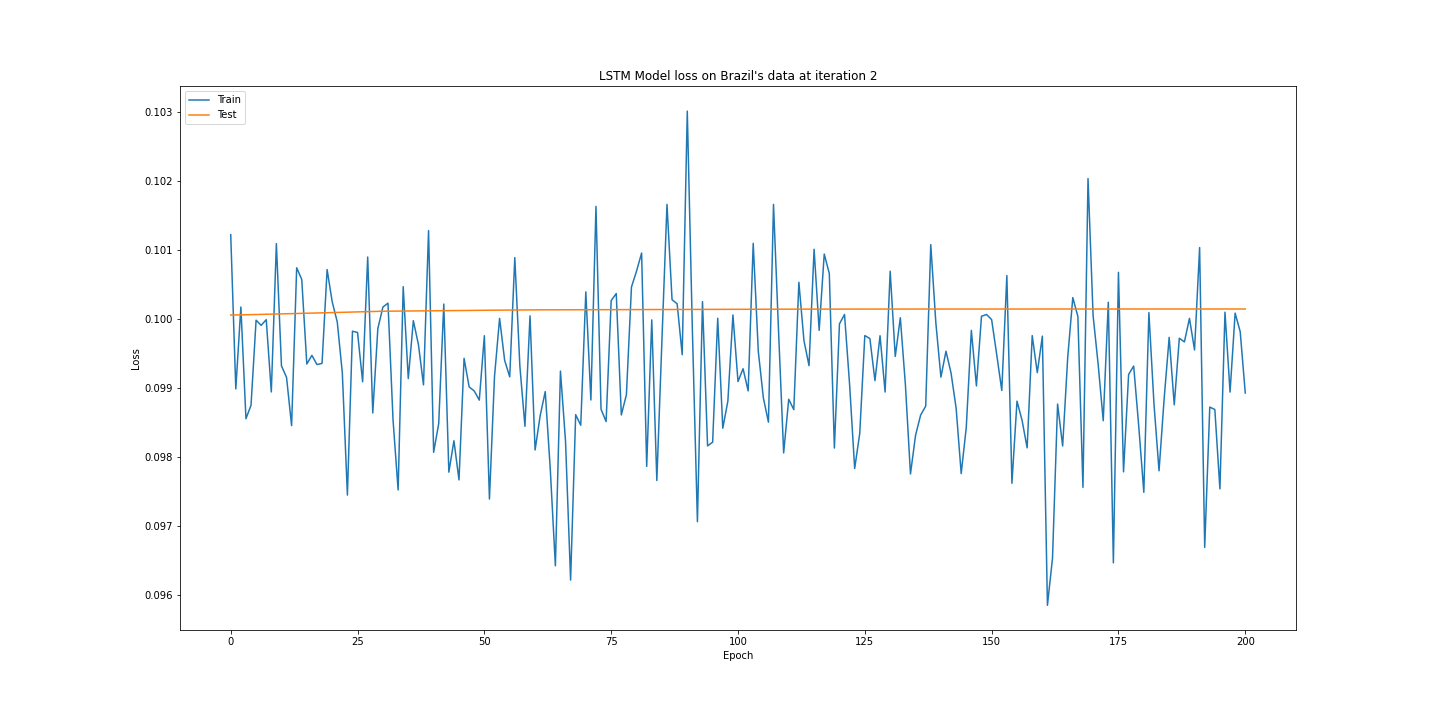 LSTM Model loss on Brazil's data at iteration 2
Train
Test
0.103
0.102
0.101
0.100
0.099
0.098
0.097
0.096
Loss
0 25 50 75 100 125 150 175 200
Epoch